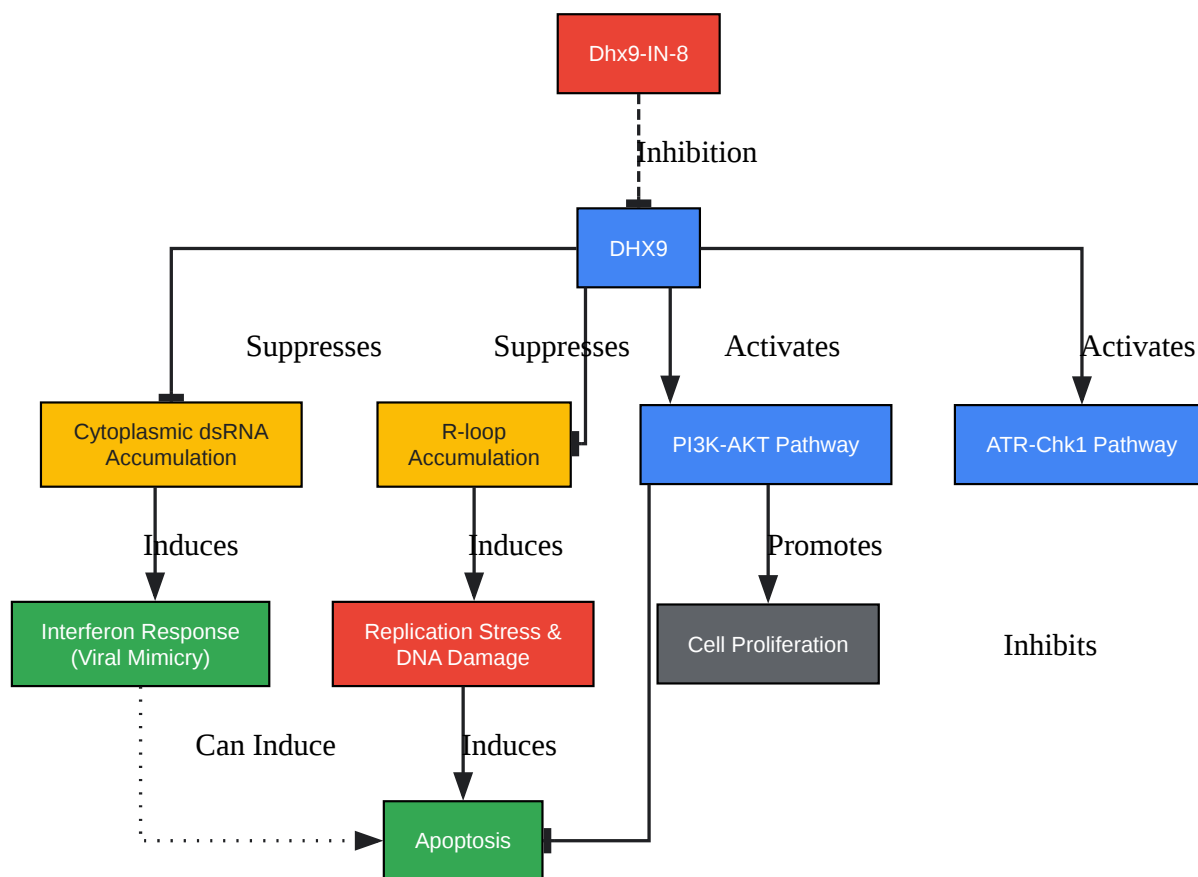 Dhx9-IN-8
Inhibition
DHX9
Suppresses
Suppresses
Activates
Activates
Cytoplasmic dsRNA
Accumulation
R-loop
Accumulation
PI3K-AKT Pathway
ATR-Chk1 Pathway
Induces
Induces
Promotes
Interferon Response
(Viral Mimicry)
Replication Stress &
DNA Damage
Cell Proliferation
Inhibits
Can Induce
Induces
Apoptosis